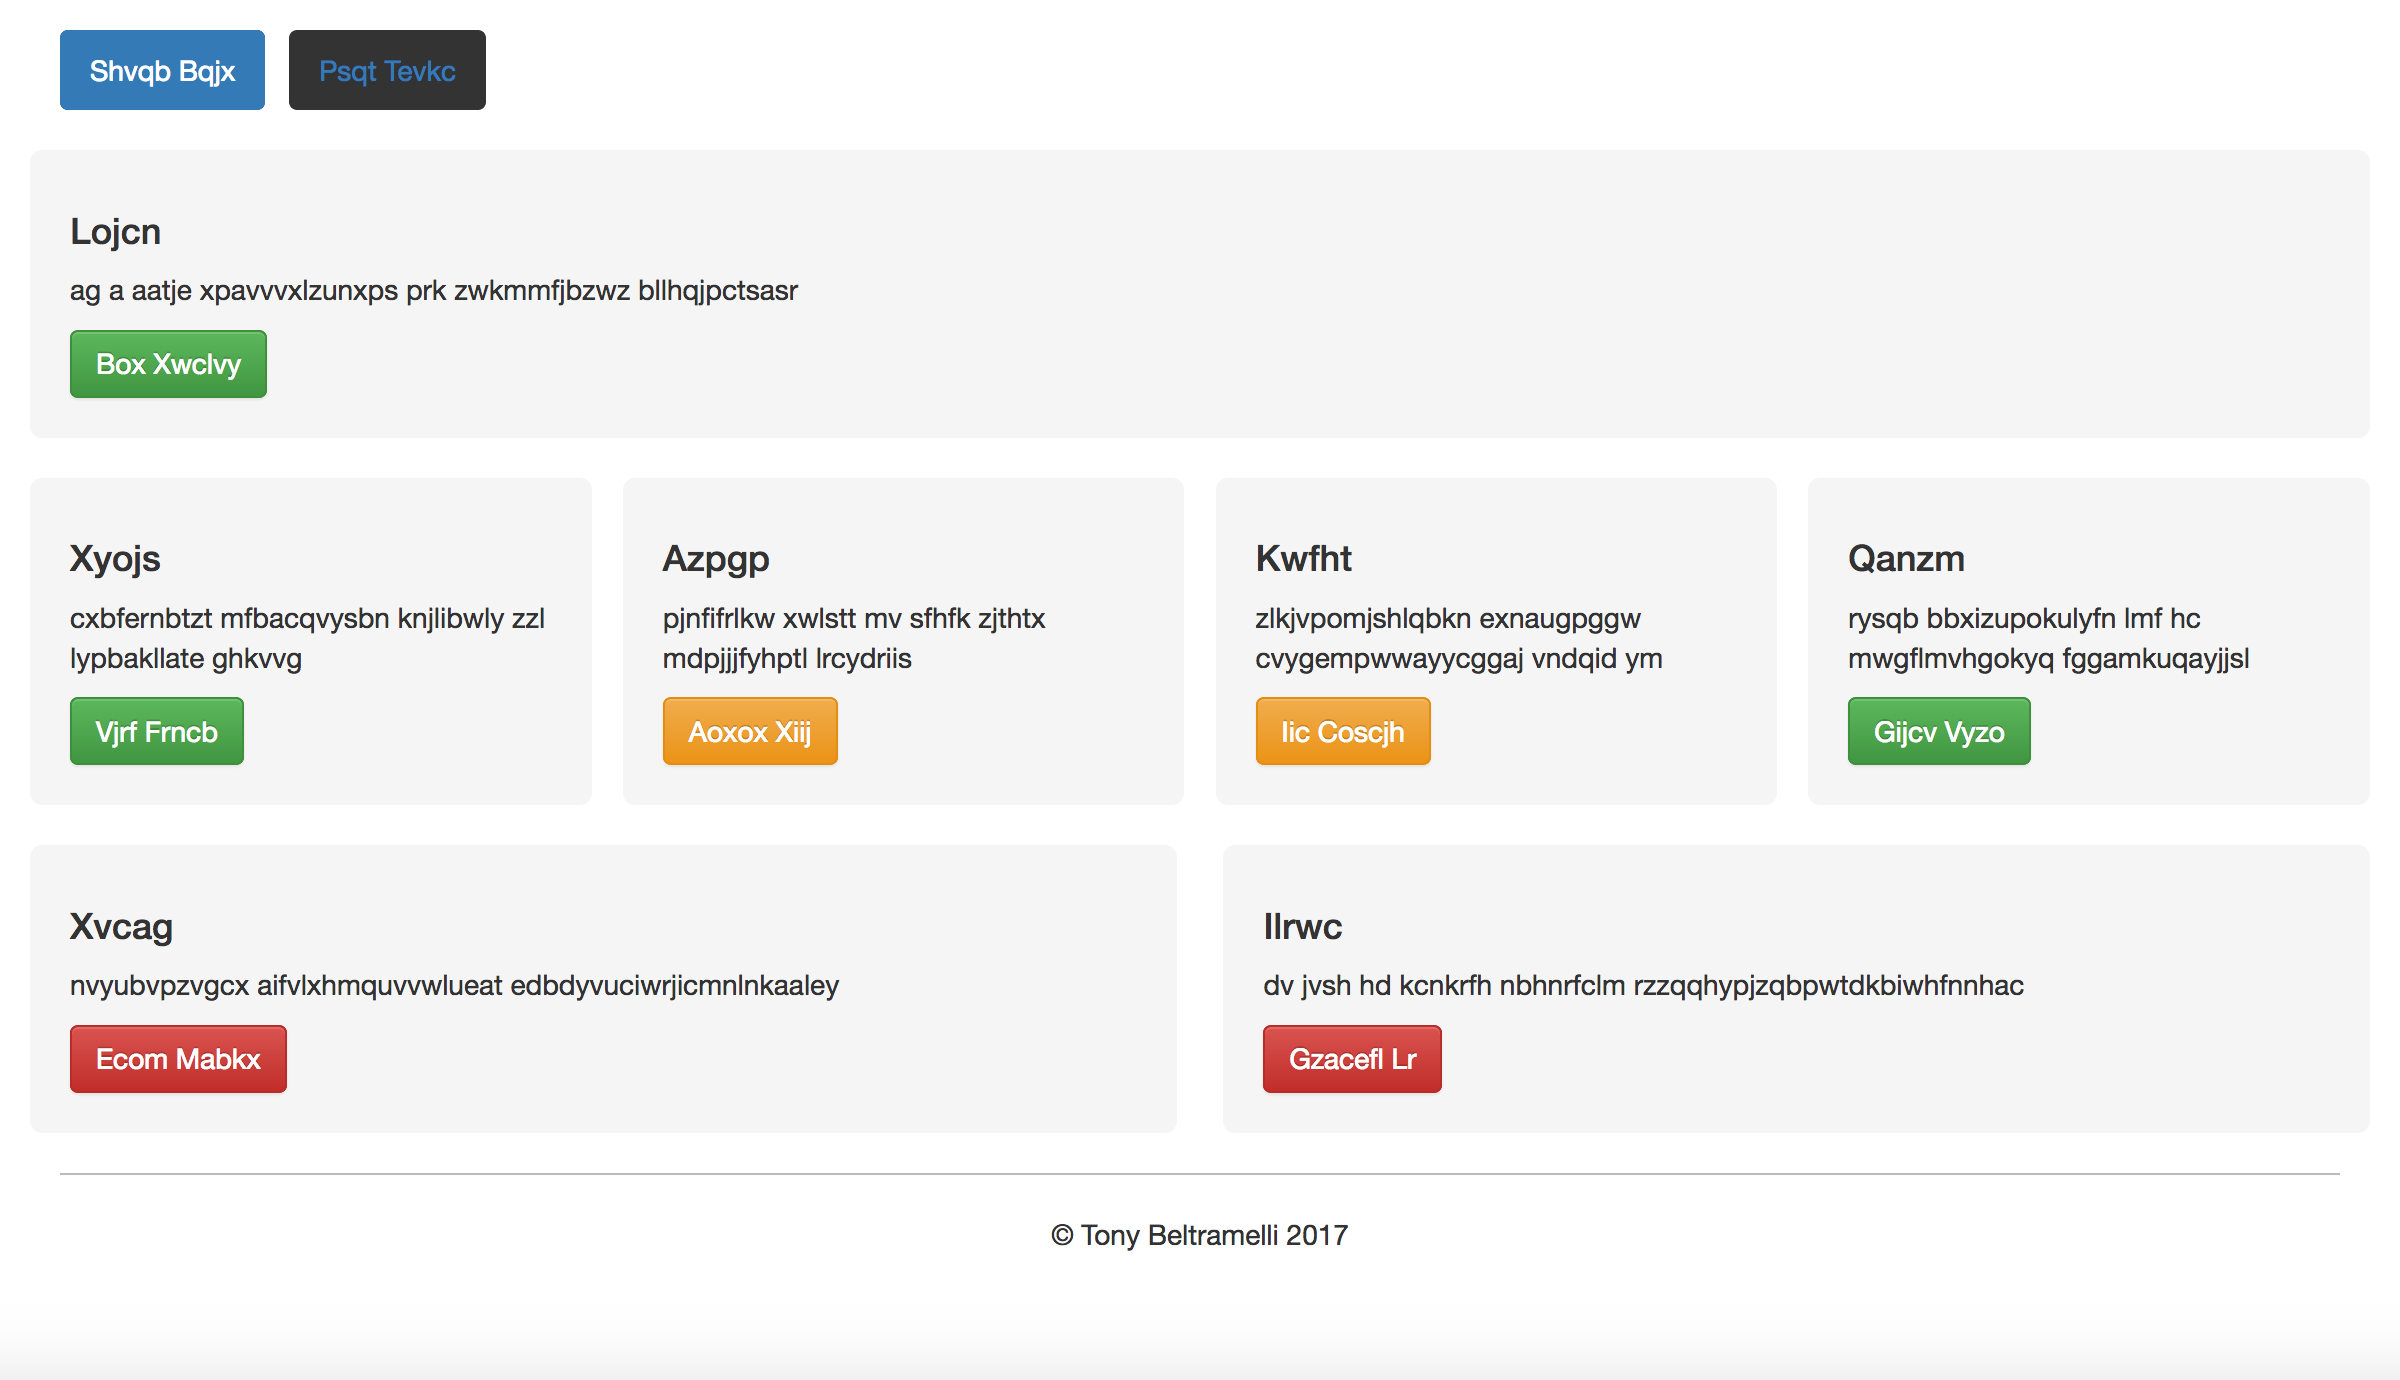 Shvqb Bqjx
Psqt Tevkc
Lojcn
ag a aatje xpavvvxlzunxps prk zwkmmfjbzwz bllhqjpctsasr
Box Xwclvy
Xyojs
cxbfernbtzt mfbacqvysbn knjlibwly zzl
lypbakllate ghkvvg
Vjrf Frncb
Azpgp
pjnfifrlkw xwlstt mv sfhfk zjthtx
mdpjjjfyhptl lrcydriis
Aoxox Xiij
Kwfht
zlkjvpomjshlqbkn exnaugpggw
cvygempwwayycggaj vndqid ym
Iic Coscjh
Qanzm
rysqb bbxizupokulyfn lmf hc
mwgflmvhgokyq fggamkuqayjjsl
Gijcv Vyzo
Xvcag
nvyubvpzvgcx aifvlxhmquvvwlueat edbdyvuciwrjicmnlnkaaley
Ecom Mabkx
Ilrwc
dv jvsh hd kcnkrfh nbhnrfclm rzzqqhypjzqbpwtdkbiwhfnnhac
Gzacefl Lr
© Tony Beltramelli 2017